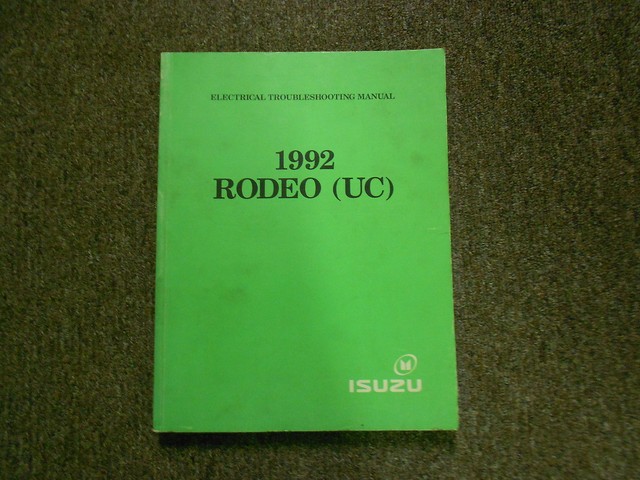 ELECTRICAL TROUBLESHOOTING MANUAL
1992
RODEO (UC)
ISUZU